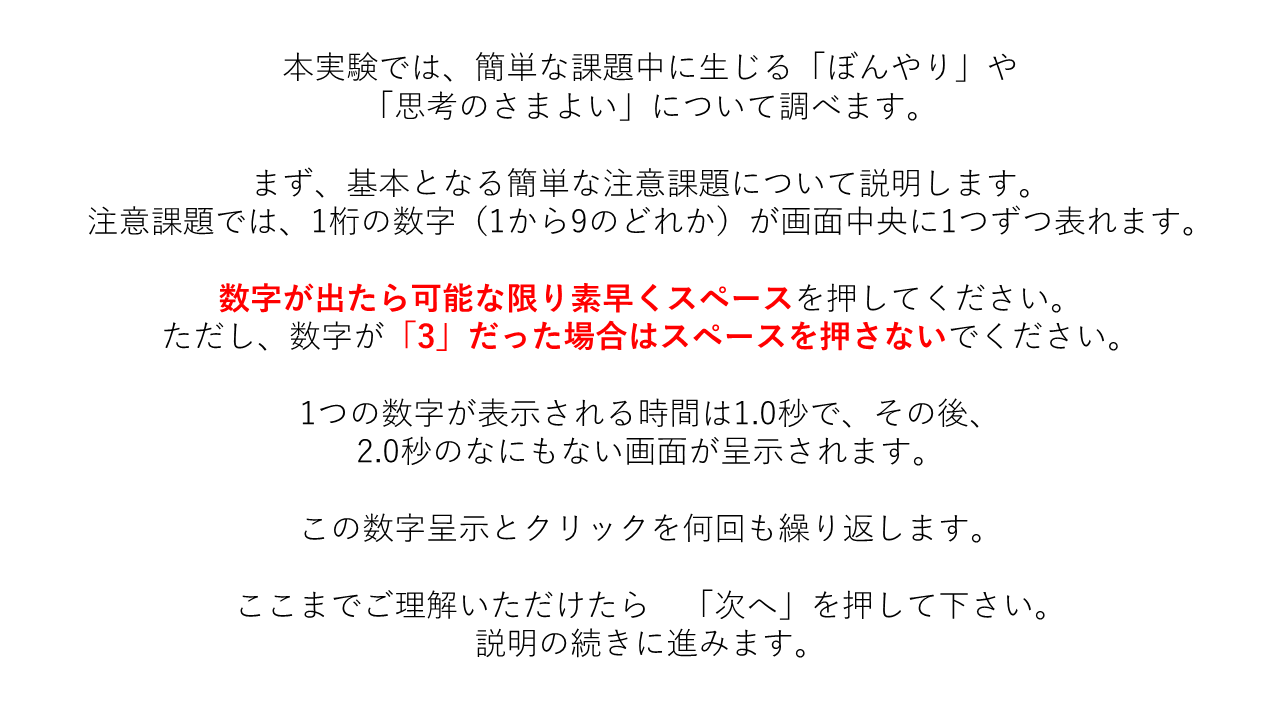 本実験では、簡単な課題中に生じる「ぼんやり」や
「思考のさまよい」について調べます。
まず、基本となる簡単な注意課題について説明します。
注意課題では、1桁の数字（1から9のどれか）が画面中央に1つずつ表れます。
数字が出たら可能な限り素早くスペースを押してください。
ただし、数字が「3」だった場合はスペースを押さないでください。
1つの数字が表示される時間は1.0秒で、その後、
2.0秒のなにもない画面が呈示されます。
この数字呈示とクリックを何回も繰り返します。
ここまでご理解いただけたら　「次へ」を押して下さい。
説明の続きに進みます。